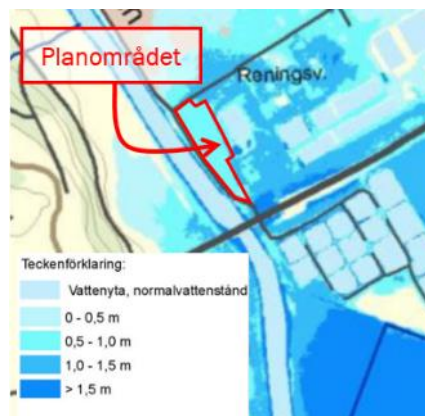 Planområdet
Reningsv.
Teckenförklaring:
Vattenyta, normalvattenstånd
0 - 0,5 m
0,5 - 1,0 m
1,0 - 1,5 m
> 1,5 m